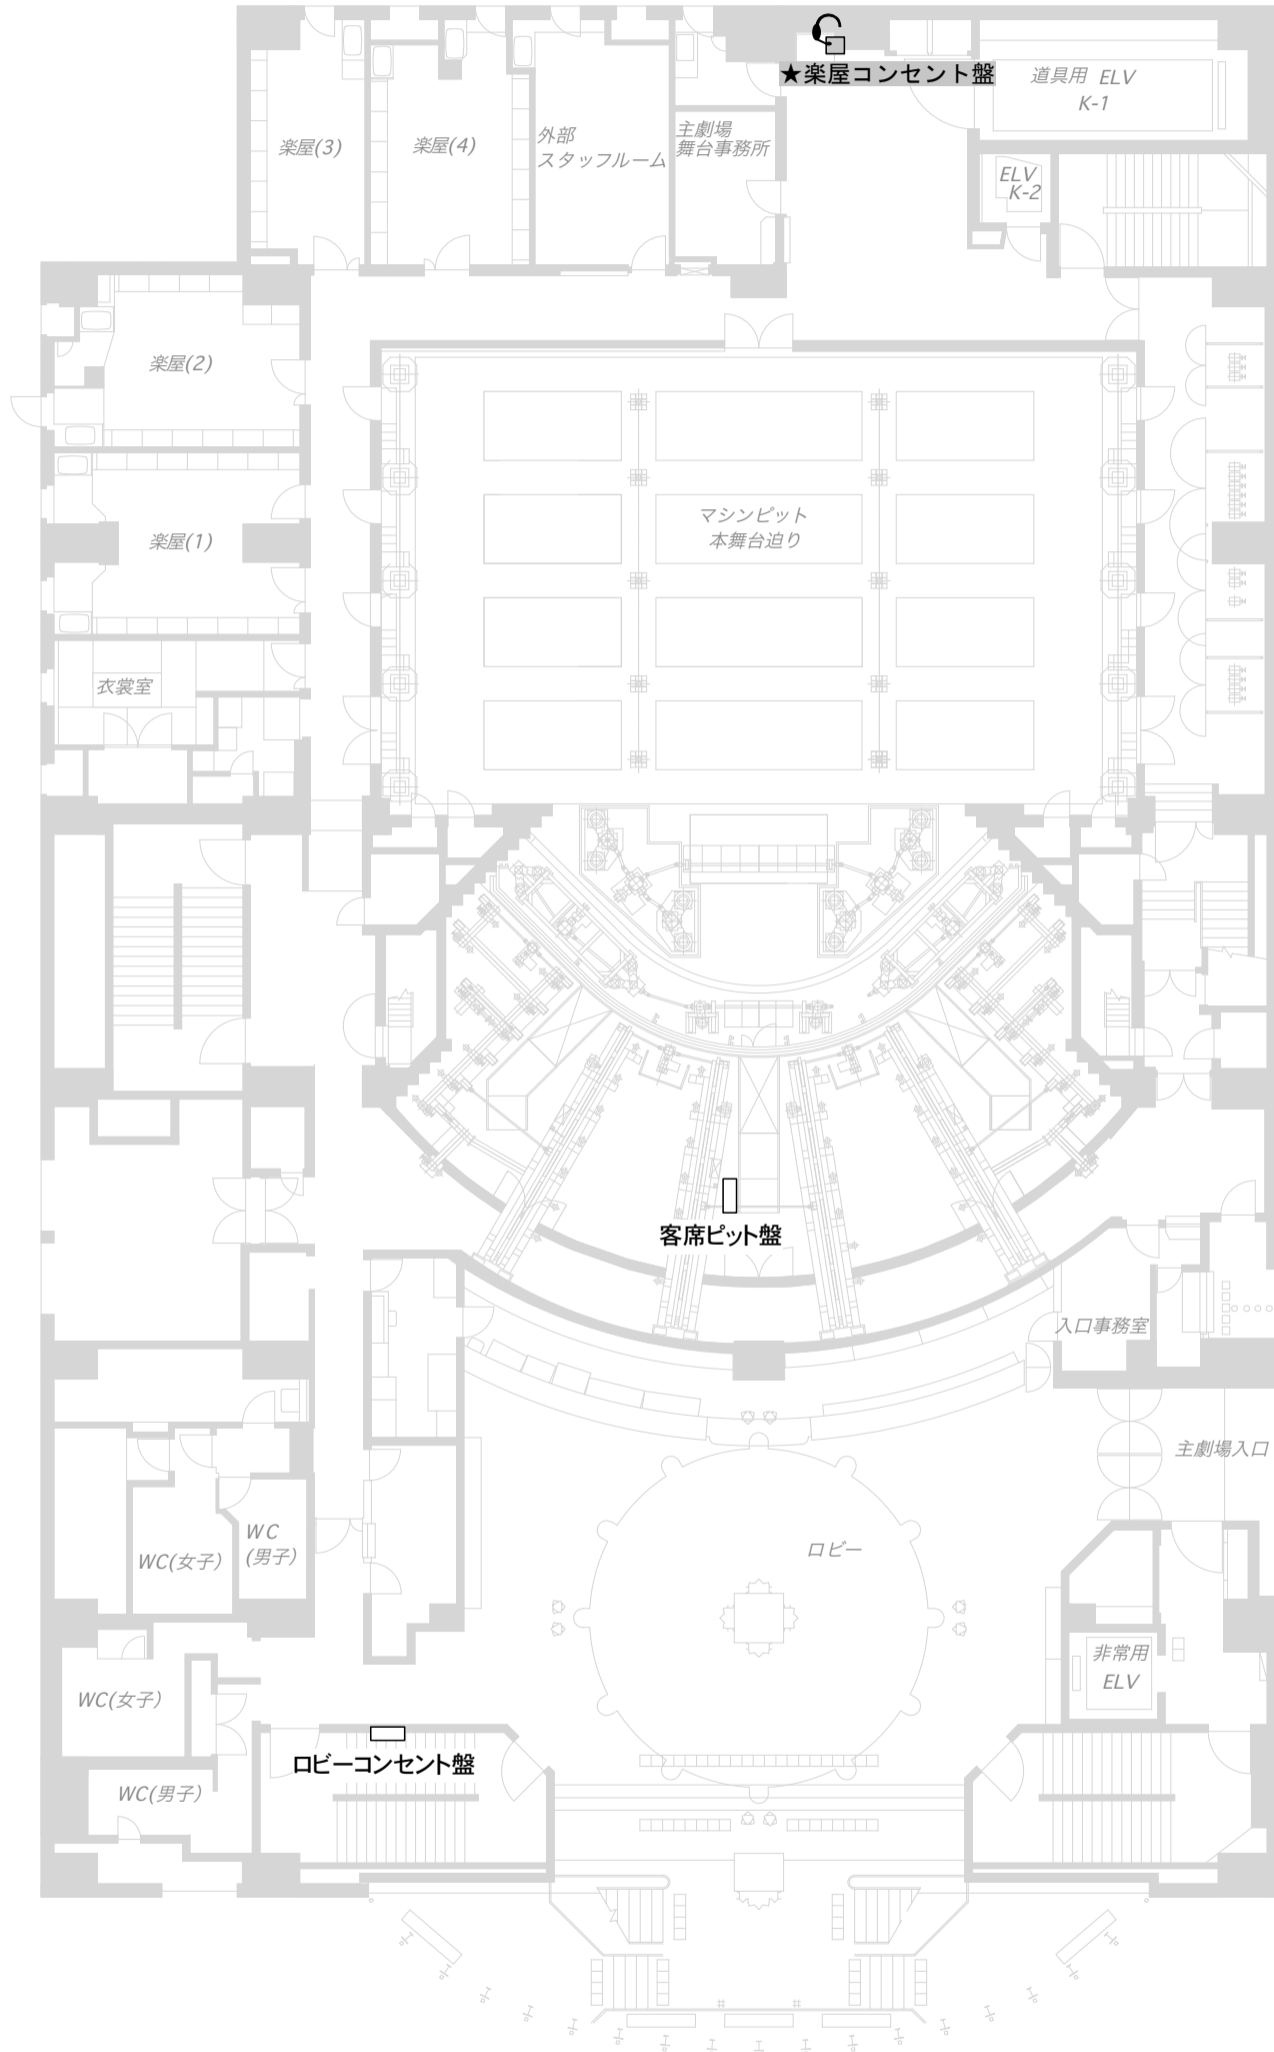 ★楽屋コンセント盤
道具用 ELV
K-1
楽屋(3)
楽屋(4)
外部
スタッフルーム
主劇場
舞台事務所
ELV
K-2
楽屋(2)
マシンピット
本舞台迫り
楽屋(1)
衣裳室
客席ピット盤
入口事務室
主劇場入口
WC(女子)
WC
(男子)
ロビー
WC(女子)
非常用
ELV
ロビーコンセント盤
WC(男子)